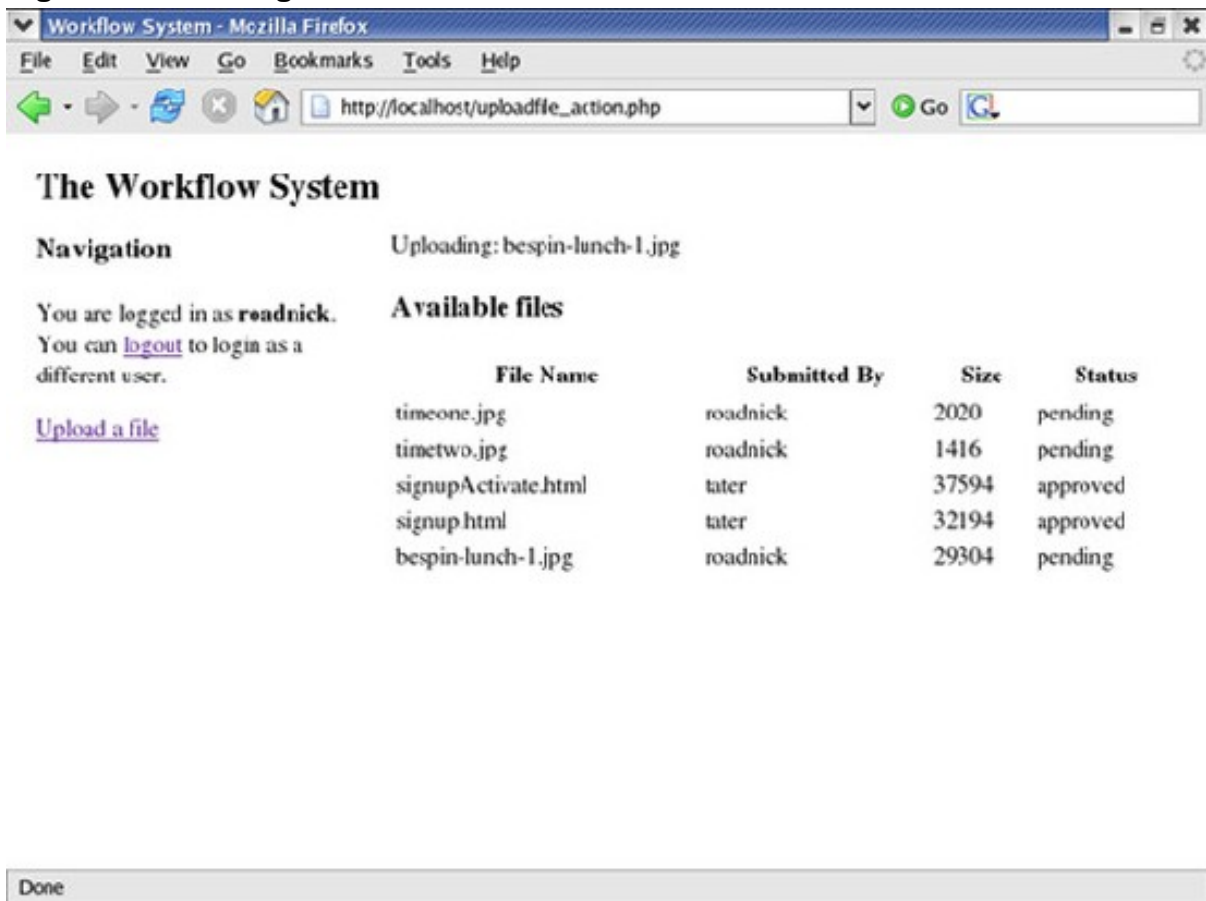 Workflow System - Mozilla Firefox
File Edit View Go Bookmarks Tools Help
http://localhost/uploadfile_action.php Go G
The Workflow System
Navigation
You are logged in as roadnick.
You can logout to login as a
different user.
Upload a file
Uploading: bespin-lunch-1.jpg
Available files
File Name Submitted By Size Status
timeone.jpg roadnick 2020 pending
timetwo.jpg roadnick 1416 pending
signupActivate.html tater 37594 approved
signup.html tater 32194 approved
bespin-lunch-1.jpg roadnick 29304 pending
Done